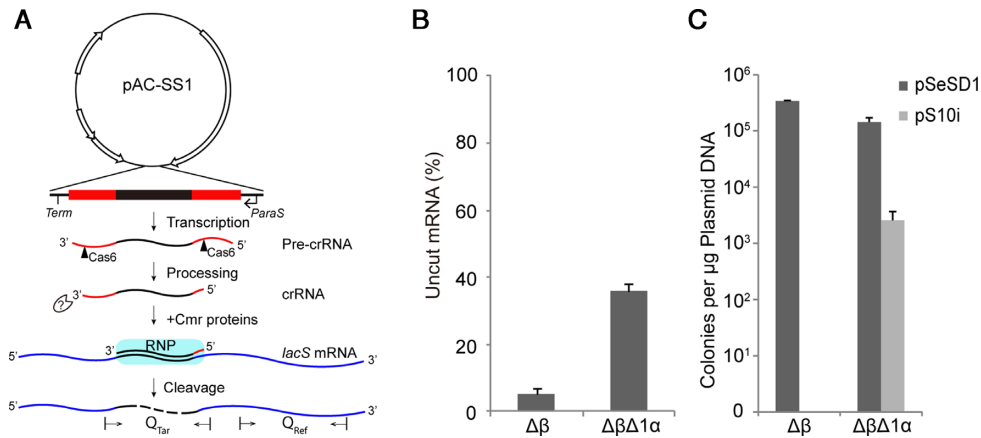 A
pAC-SS1
Term
ParaS
Transcription
3' 5' Pre-crRNA
Cas6 Cas6
Processing
3' 5' crRNA
?
+Cmr proteins
5' 3' RNP 5' lacS mRNA 3'
Cleavage
5' 3'
QTar QRef
B
Uncut mRNA (%)
100
80
60
40
20
0
Δβ ΔβΔ1α
C
Colonies per µg Plasmid DNA
10⁶
10⁵
10⁴
10³
10²
10¹
0
Δβ ΔβΔ1α
pSeSD1
pS10i